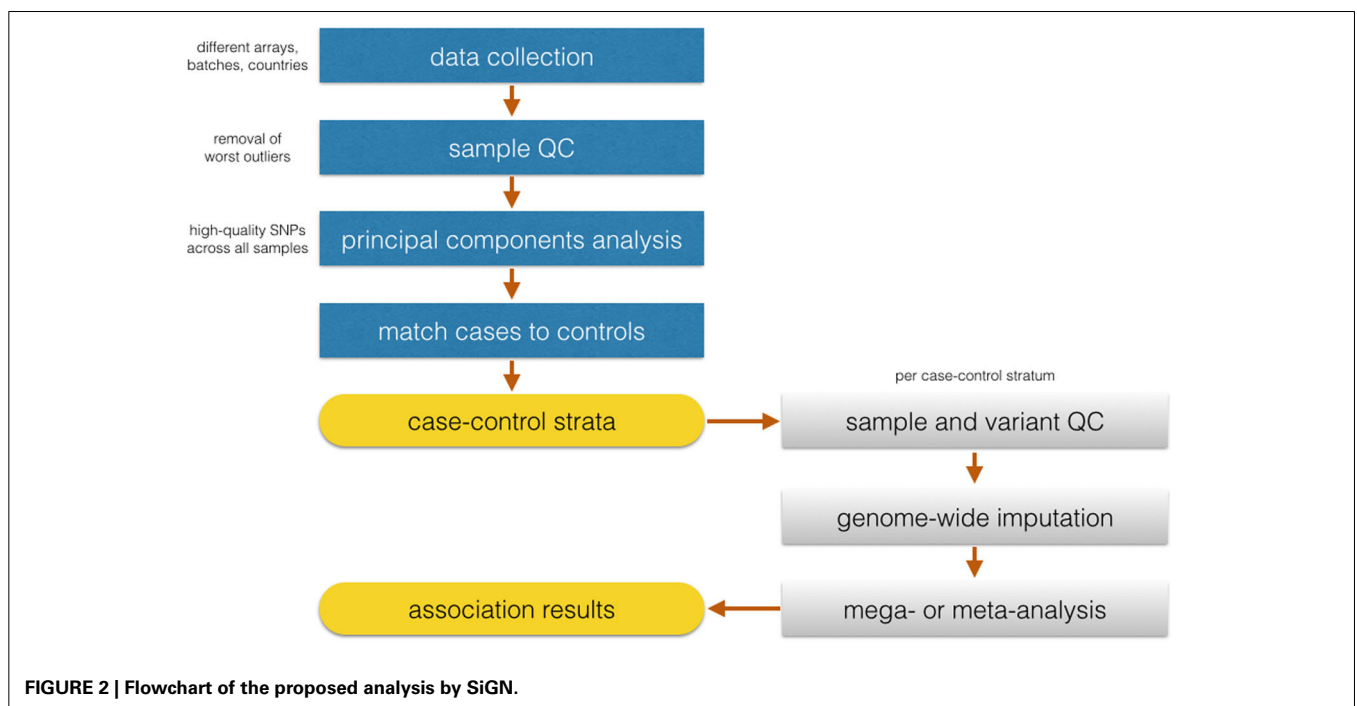 different arrays,
batches, countries
data collection
removal of
worst outliers
sample QC
high-quality SNPs
across all samples
principal components analysis
match cases to controls
case-control strata
per case-control stratum
sample and variant QC
genome-wide imputation
mega- or meta-analysis
association results
FIGURE 2 | Flowchart of the proposed analysis by SiGN.